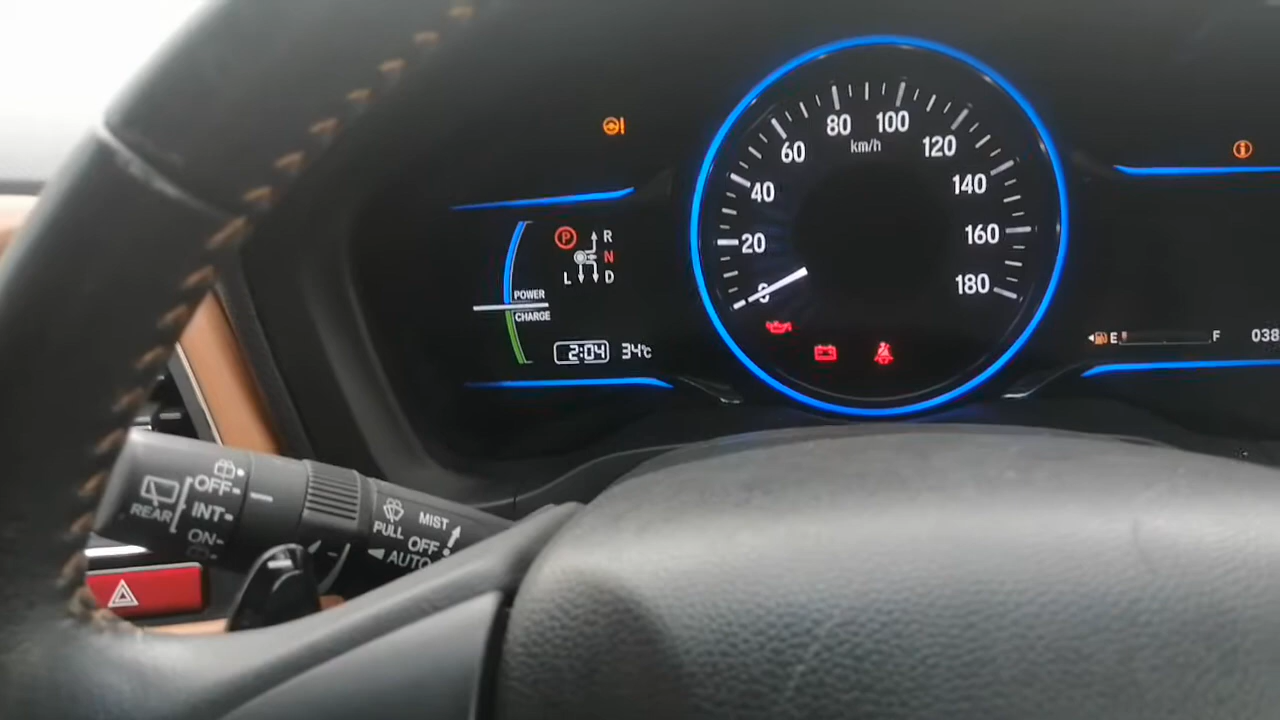 80 100
60 km/h 120
40 140
20 160
0 180
P R
N
L D
POWER
CHARGE
2:04 34°C
E F 038
REAR OFF
INT
ON
PULL MIST
OFF
AUTO